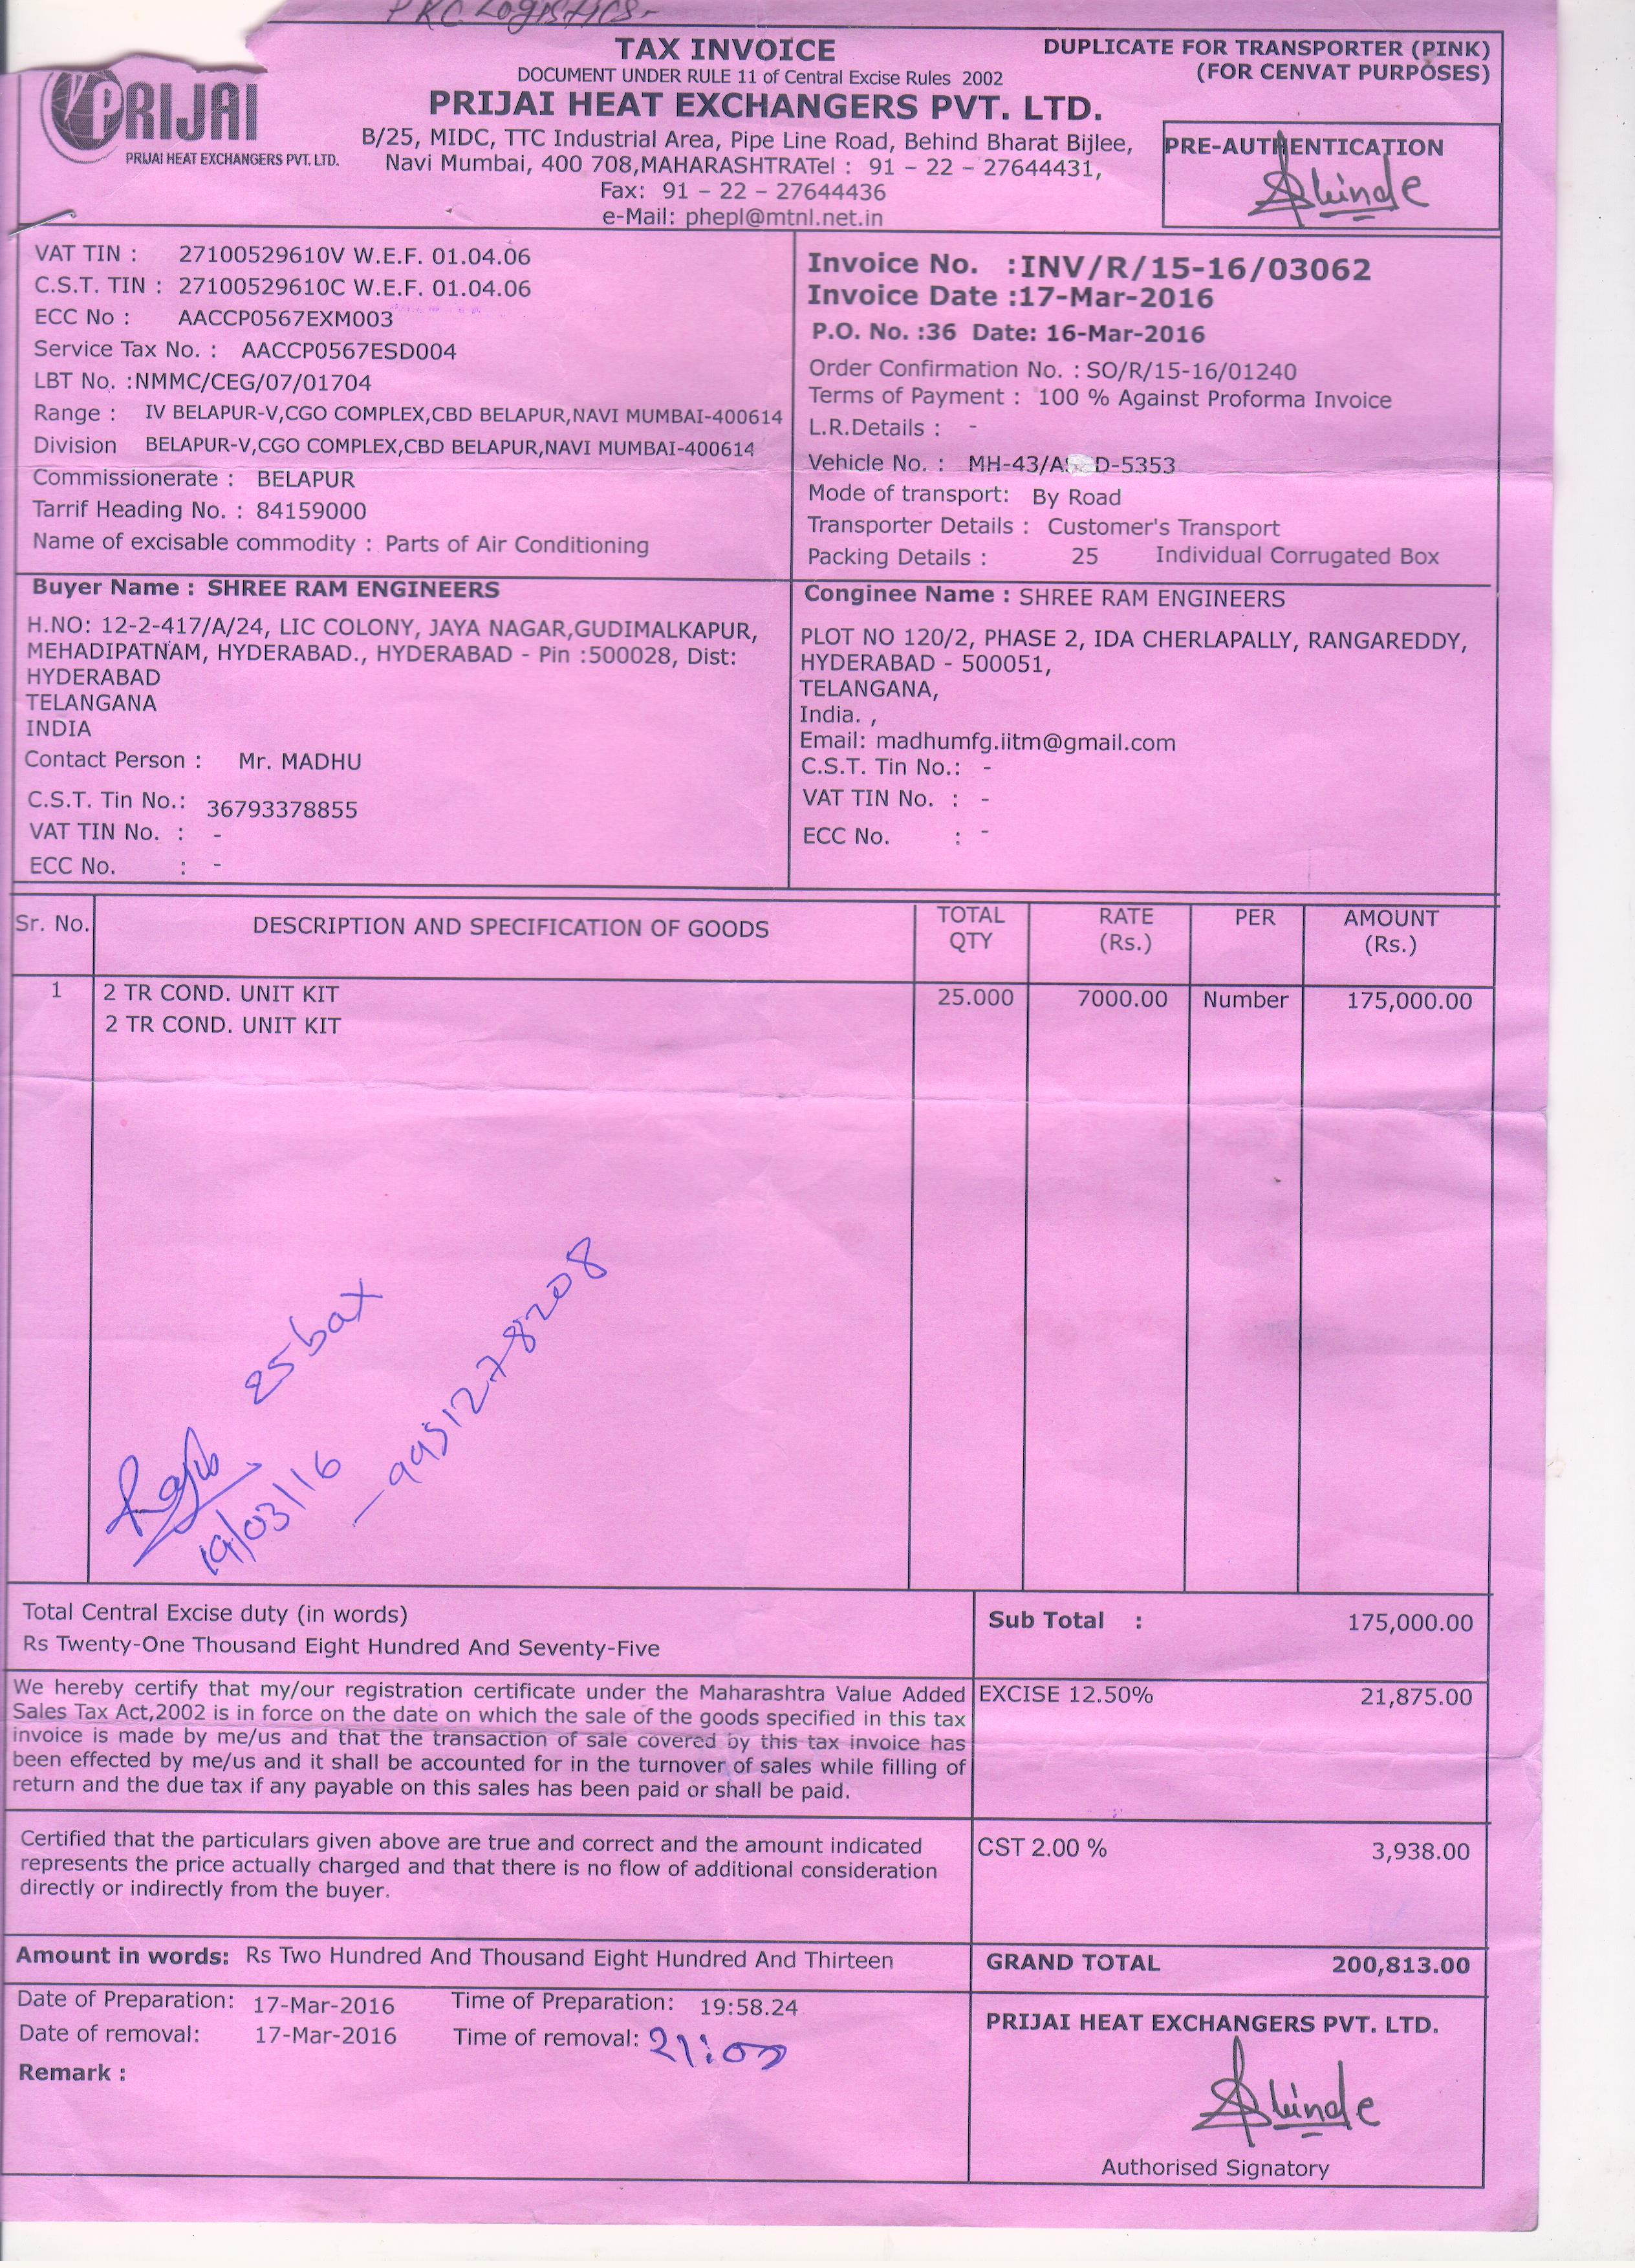 PKC Logistics-
TAX INVOICE
DUPLICATE FOR TRANSPORTER (PINK)
(FOR CENVAT PURPOSES)
DOCUMENT UNDER RULE 11 of Central Excise Rules 2002
PRIJAI
PRIJAI HEAT EXCHANGERS PVT. LTD.
PRIJAI HEAT EXCHANGERS PVT. LTD.
B/25, MIDC, TTC Industrial Area, Pipe Line Road, Behind Bharat Bijlee,
Navi Mumbai, 400 708,MAHARASHTRATel : 91 – 22 – 27644431,
Fax: 91 – 22 – 27644436
e-Mail: phepl@mtnl.net.in
PRE-AUTHENTICATION
Shinde
VAT TIN : 27100529610V W.E.F. 01.04.06
C.S.T. TIN : 27100529610C W.E.F. 01.04.06
ECC No : AACCP0567EXM003
Service Tax No. : AACCP0567ESD004
LBT No. :NMMC/CEG/07/01704
Range : IV BELAPUR-V,CGO COMPLEX,CBD BELAPUR,NAVI MUMBAI-400614
Division BELAPUR-V,CGO COMPLEX,CBD BELAPUR,NAVI MUMBAI-400614
Commissionerate : BELAPUR
Tarrif Heading No. : 84159000
Name of excisable commodity : Parts of Air Conditioning
Invoice No. :INV/R/15-16/03062
Invoice Date :17-Mar-2016
P.O. No. :36 Date: 16-Mar-2016
Order Confirmation No. : SO/R/15-16/01240
Terms of Payment : 100 % Against Proforma Invoice
L.R.Details : -
Vehicle No. : MH-43/A D-5353
Mode of transport: By Road
Transporter Details : Customer's Transport
Packing Details : 25 Individual Corrugated Box
Buyer Name : SHREE RAM ENGINEERS
H.NO: 12-2-417/A/24, LIC COLONY, JAYA NAGAR,GUDIMALKAPUR,
MEHADIPATNAM, HYDERABAD., HYDERABAD - Pin :500028, Dist:
HYDERABAD
TELANGANA
INDIA
Contact Person : Mr. MADHU
C.S.T. Tin No.: 36793378855
VAT TIN No. : -
ECC No. : -
Conginee Name : SHREE RAM ENGINEERS
PLOT NO 120/2, PHASE 2, IDA CHERLAPALLY, RANGAREDDY,
HYDERABAD - 500051,
TELANGANA,
India. ,
Email: madhumfg.iitm@gmail.com
C.S.T. Tin No.: -
VAT TIN No. : -
ECC No. : -
Sr. No. DESCRIPTION AND SPECIFICATION OF GOODS TOTAL QTY RATE (Rs.) PER AMOUNT (Rs.)
1 2 TR COND. UNIT KIT 25.000 7000.00 Number 175,000.00
2 TR COND. UNIT KIT
25 bax
19/03/16
9951278208
Total Central Excise duty (in words)
Rs Twenty-One Thousand Eight Hundred And Seventy-Five
Sub Total : 175,000.00
We hereby certify that my/our registration certificate under the Maharashtra Value Added
Sales Tax Act,2002 is in force on the date on which the sale of the goods specified in this tax
invoice is made by me/us and that the transaction of sale covered by this tax invoice has
been effected by me/us and it shall be accounted for in the turnover of sales while filling of
return and the due tax if any payable on this sales has been paid or shall be paid.
EXCISE 12.50% 21,875.00
Certified that the particulars given above are true and correct and the amount indicated
represents the price actually charged and that there is no flow of additional consideration
directly or indirectly from the buyer.
CST 2.00 % 3,938.00
Amount in words: Rs Two Hundred And Thousand Eight Hundred And Thirteen
GRAND TOTAL 200,813.00
Date of Preparation: 17-Mar-2016 Time of Preparation: 19:58.24
Date of removal: 17-Mar-2016 Time of removal: 21:00
Remark :
PRIJAI HEAT EXCHANGERS PVT. LTD.
Shinde
Authorised Signatory